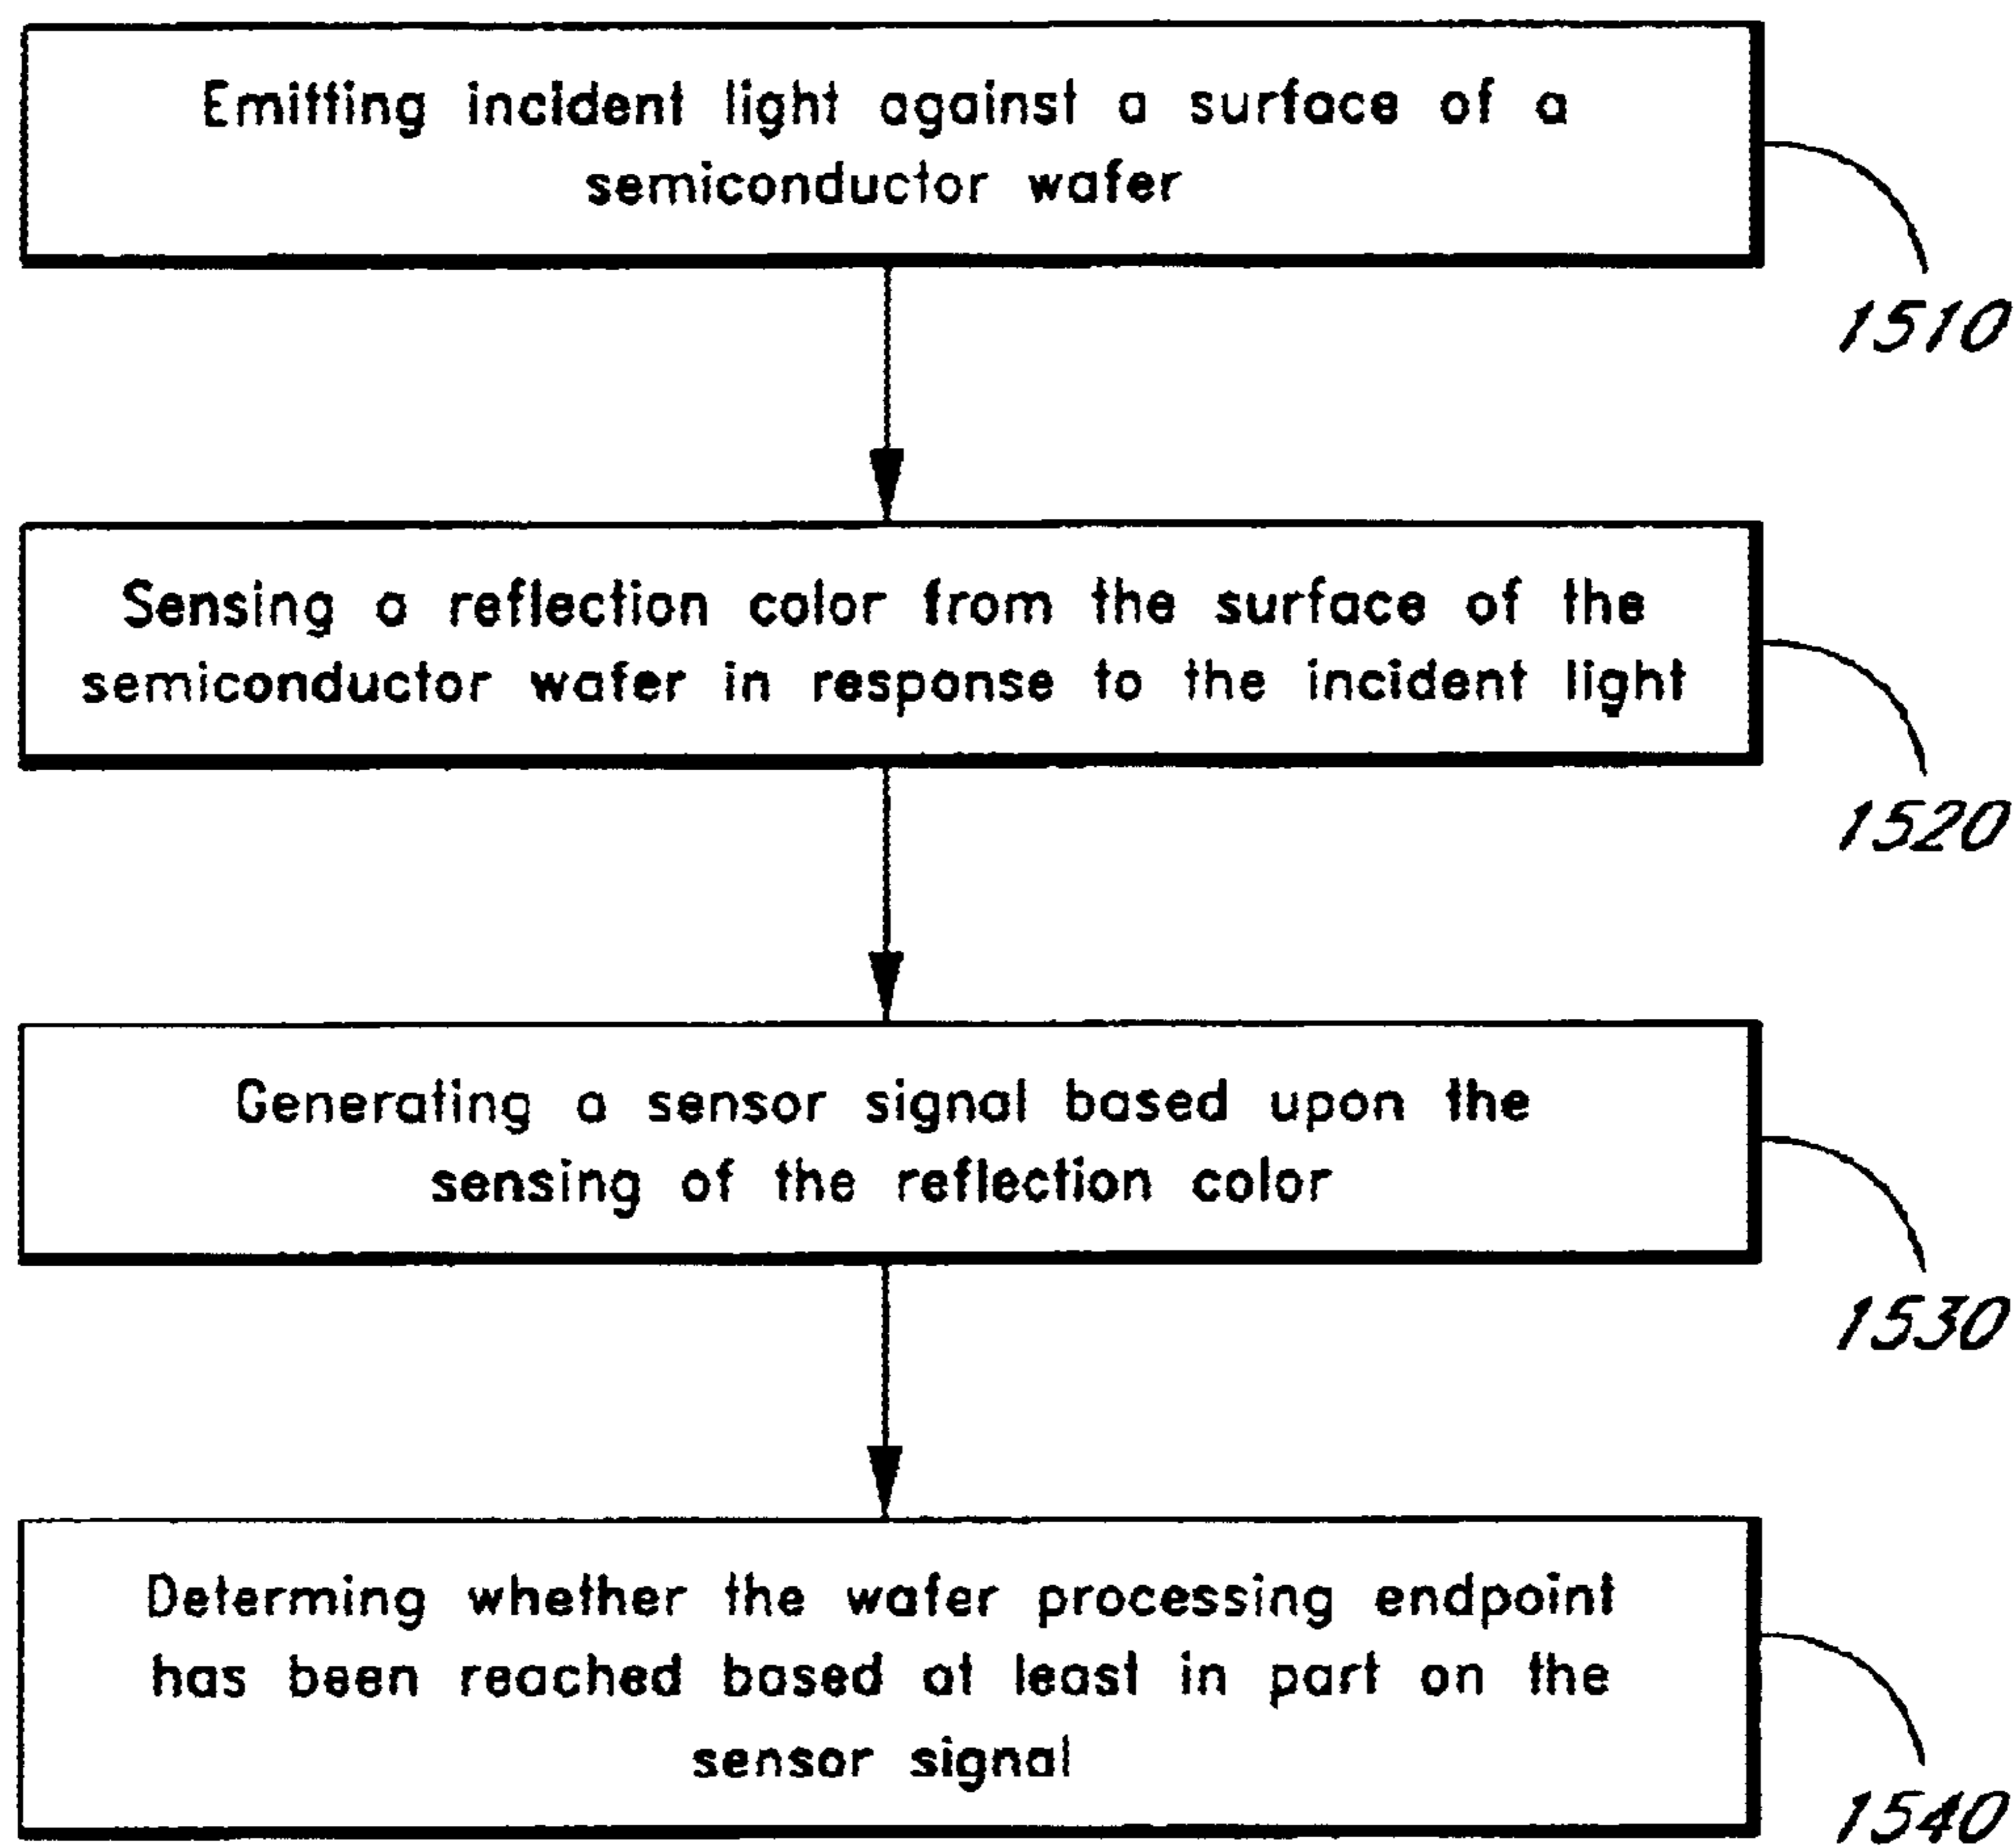 Emitting incident light against a surface of a
semiconductor wafer
1510
Sensing a reflection color from the surface of the
semiconductor wafer in response to the incident light
1520
Generating a sensor signal based upon the
sensing of the reflection color
1530
Determing whether the wafer processing endpoint
has been reached based at least in part on the
sensor signal
1540